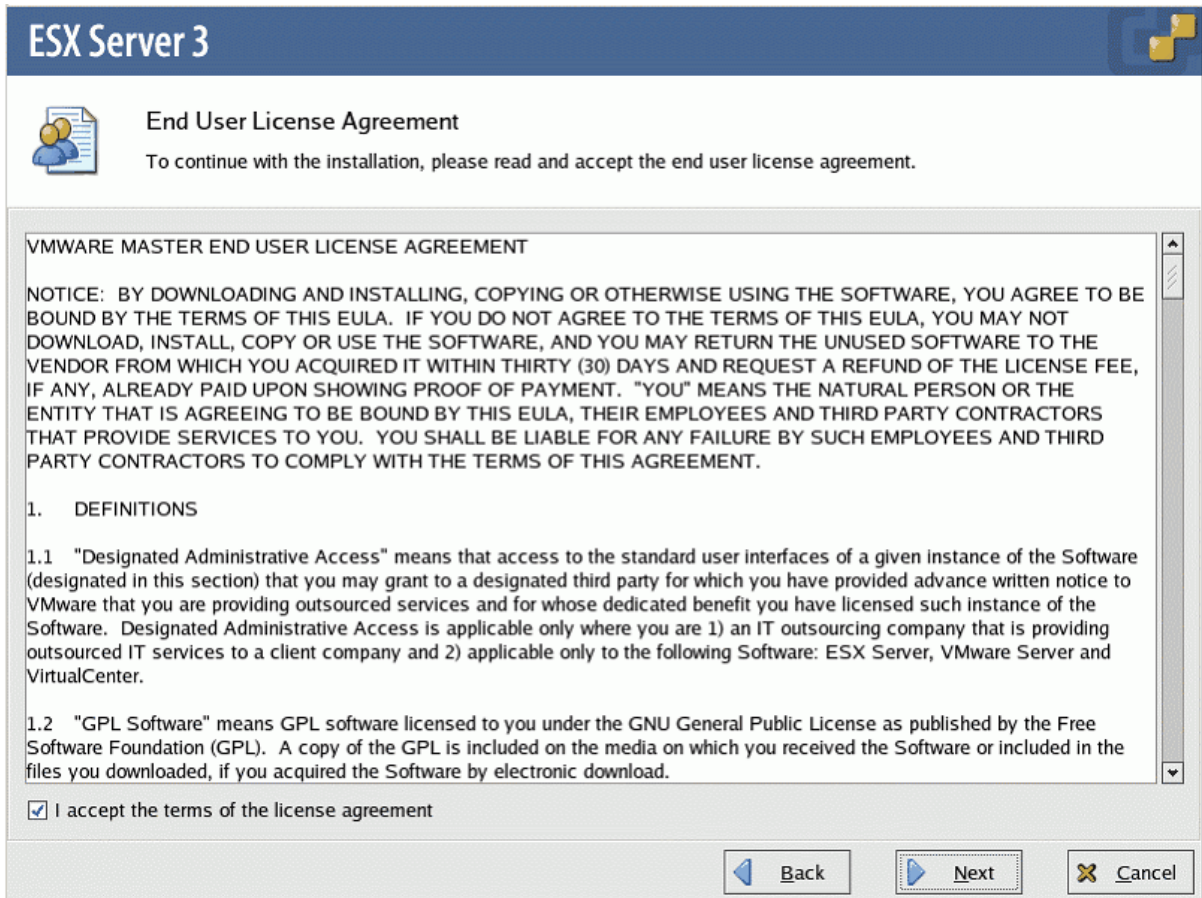 ESX Server 3
End User License Agreement
To continue with the installation, please read and accept the end user license agreement.
VMWARE MASTER END USER LICENSE AGREEMENT
NOTICE:  BY DOWNLOADING AND INSTALLING, COPYING OR OTHERWISE USING THE SOFTWARE, YOU AGREE TO BE
BOUND BY THE TERMS OF THIS EULA.  IF YOU DO NOT AGREE TO THE TERMS OF THIS EULA, YOU MAY NOT
DOWNLOAD, INSTALL, COPY OR USE THE SOFTWARE, AND YOU MAY RETURN THE UNUSED SOFTWARE TO THE
VENDOR FROM WHICH YOU ACQUIRED IT WITHIN THIRTY (30) DAYS AND REQUEST A REFUND OF THE LICENSE FEE,
IF ANY, ALREADY PAID UPON SHOWING PROOF OF PAYMENT.  "YOU" MEANS THE NATURAL PERSON OR THE
ENTITY THAT IS AGREEING TO BE BOUND BY THIS EULA, THEIR EMPLOYEES AND THIRD PARTY CONTRACTORS
THAT PROVIDE SERVICES TO YOU.  YOU SHALL BE LIABLE FOR ANY FAILURE BY SUCH EMPLOYEES AND THIRD
PARTY CONTRACTORS TO COMPLY WITH THE TERMS OF THIS AGREEMENT.
1.    DEFINITIONS
1.1   "Designated Administrative Access" means that access to the standard user interfaces of a given instance of the Software
(designated in this section) that you may grant to a designated third party for which you have provided advance written notice to
VMware that you are providing outsourced services and for whose dedicated benefit you have licensed such instance of the
Software.  Designated Administrative Access is applicable only where you are 1) an IT outsourcing company that is providing
outsourced IT services to a client company and 2) applicable only to the following Software: ESX Server, VMware Server and
VirtualCenter.
1.2   "GPL Software" means GPL software licensed to you under the GNU General Public License as published by the Free
Software Foundation (GPL).  A copy of the GPL is included on the media on which you received the Software or included in the
files you downloaded, if you acquired the Software by electronic download.
I accept the terms of the license agreement
Back
Next
Cancel